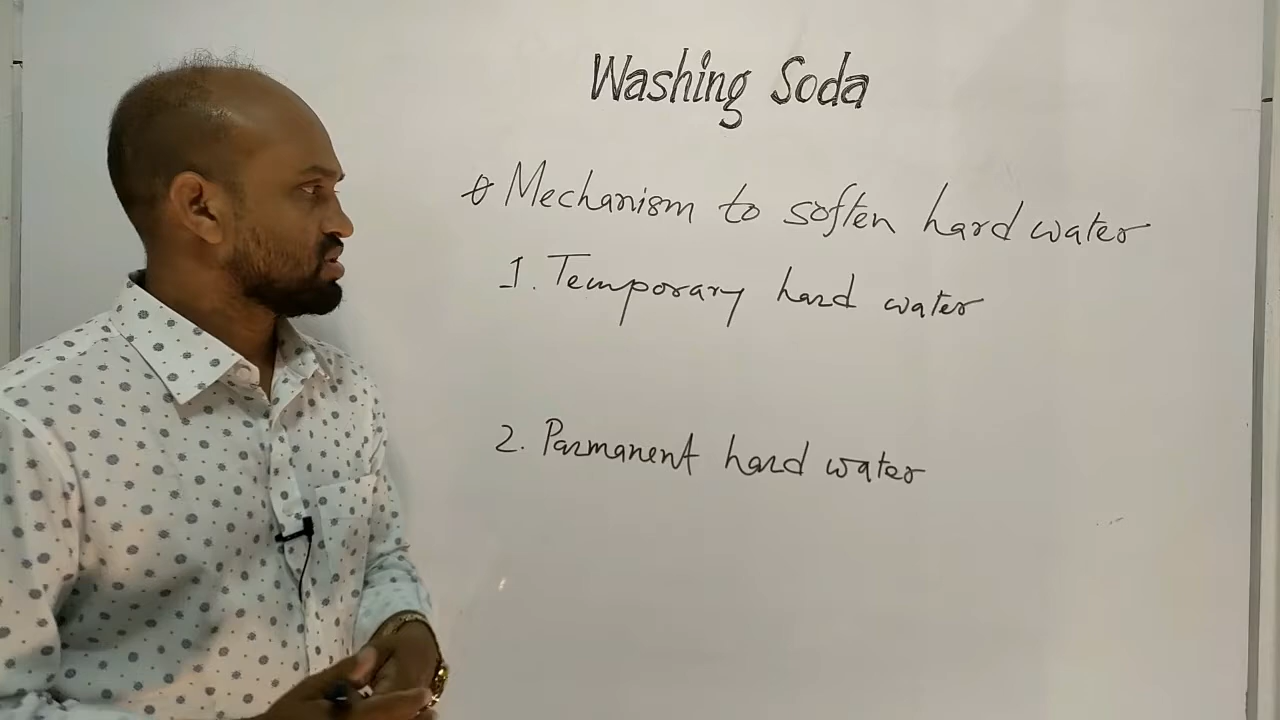 Washing Soda
* Mechanism to soften hard water
1. Temporary hard water
2. Parmanent hard water